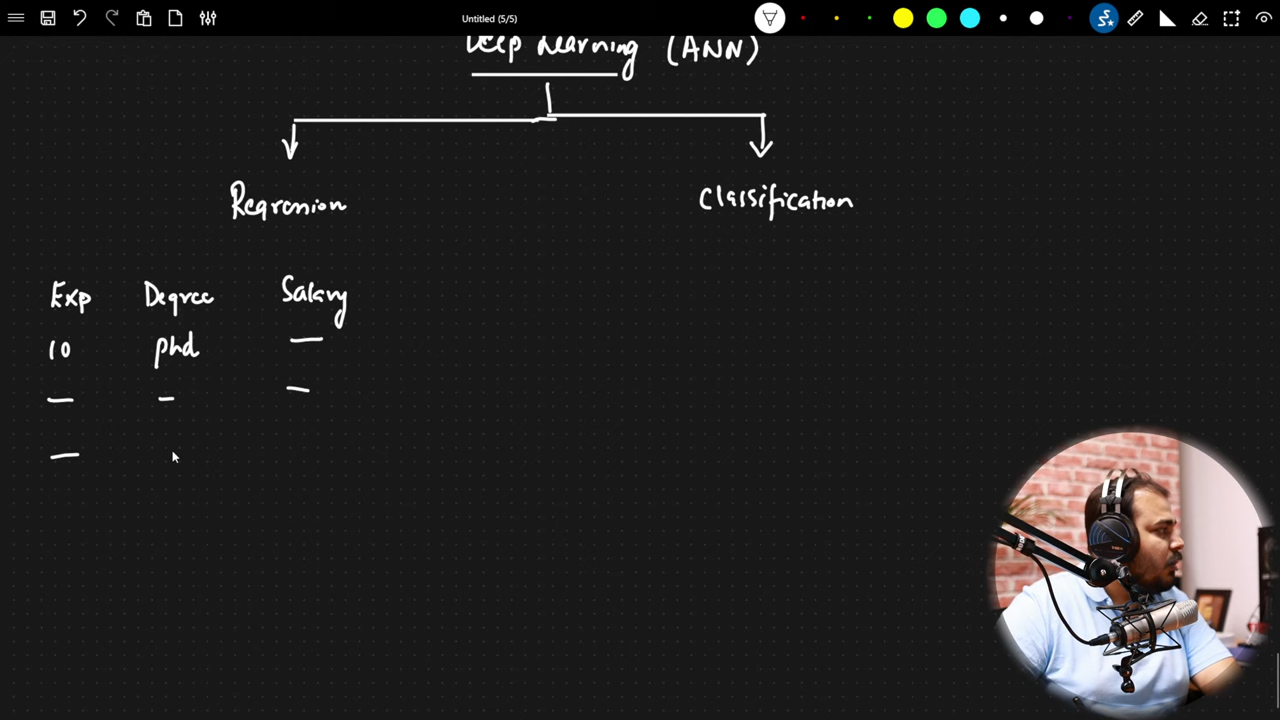 Untitled (5/5)
Deep Learning (ANN)
Regression
Classification
Exp Degree Salary
10 phd —
— - —
—